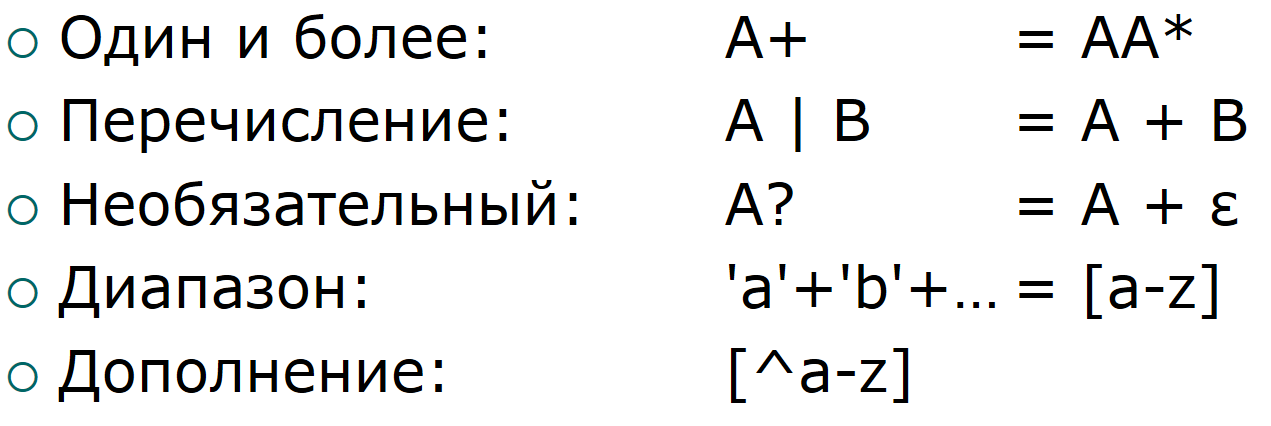 Один и более: A+ = AA*
Перечисление: A | B = A + B
Необязательный: A? = A + ε
Диапазон: 'a'+'b'+… = [a-z]
Дополнение: [^a-z]